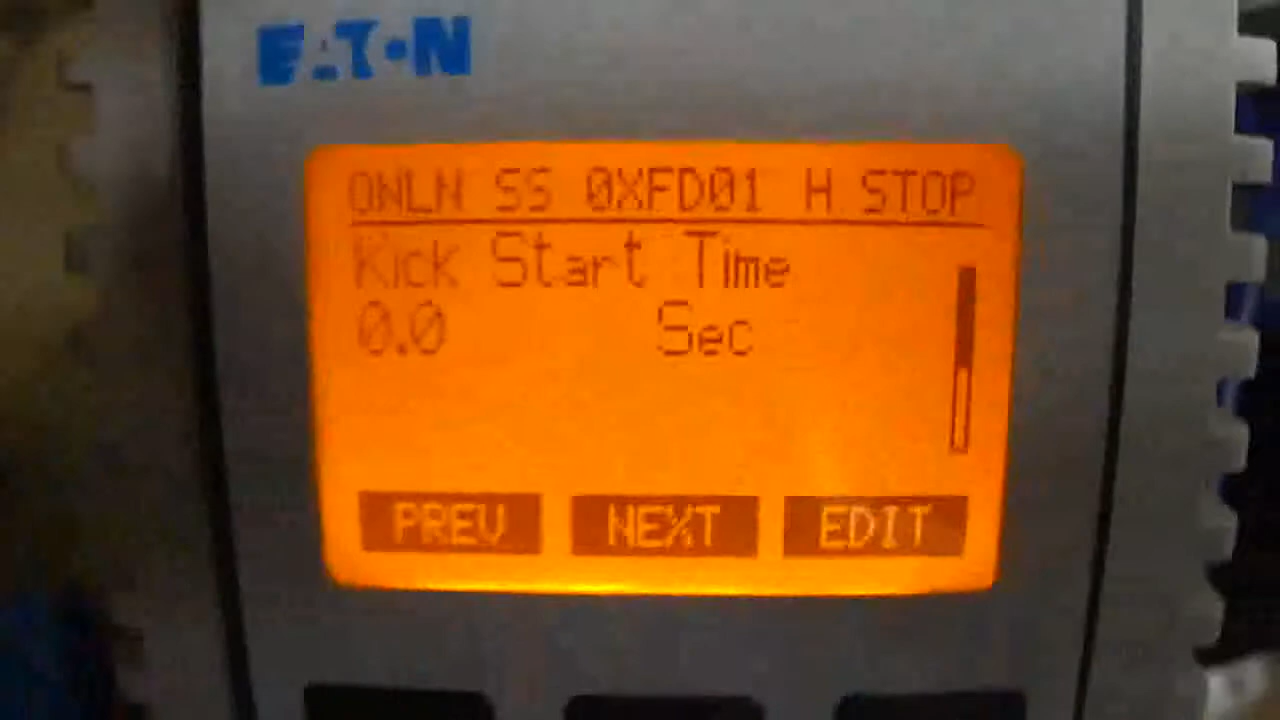 EATON
ONLN SS 0XFD01 H STOP
Kick Start Time
0.0 Sec
PREV NEXT EDIT